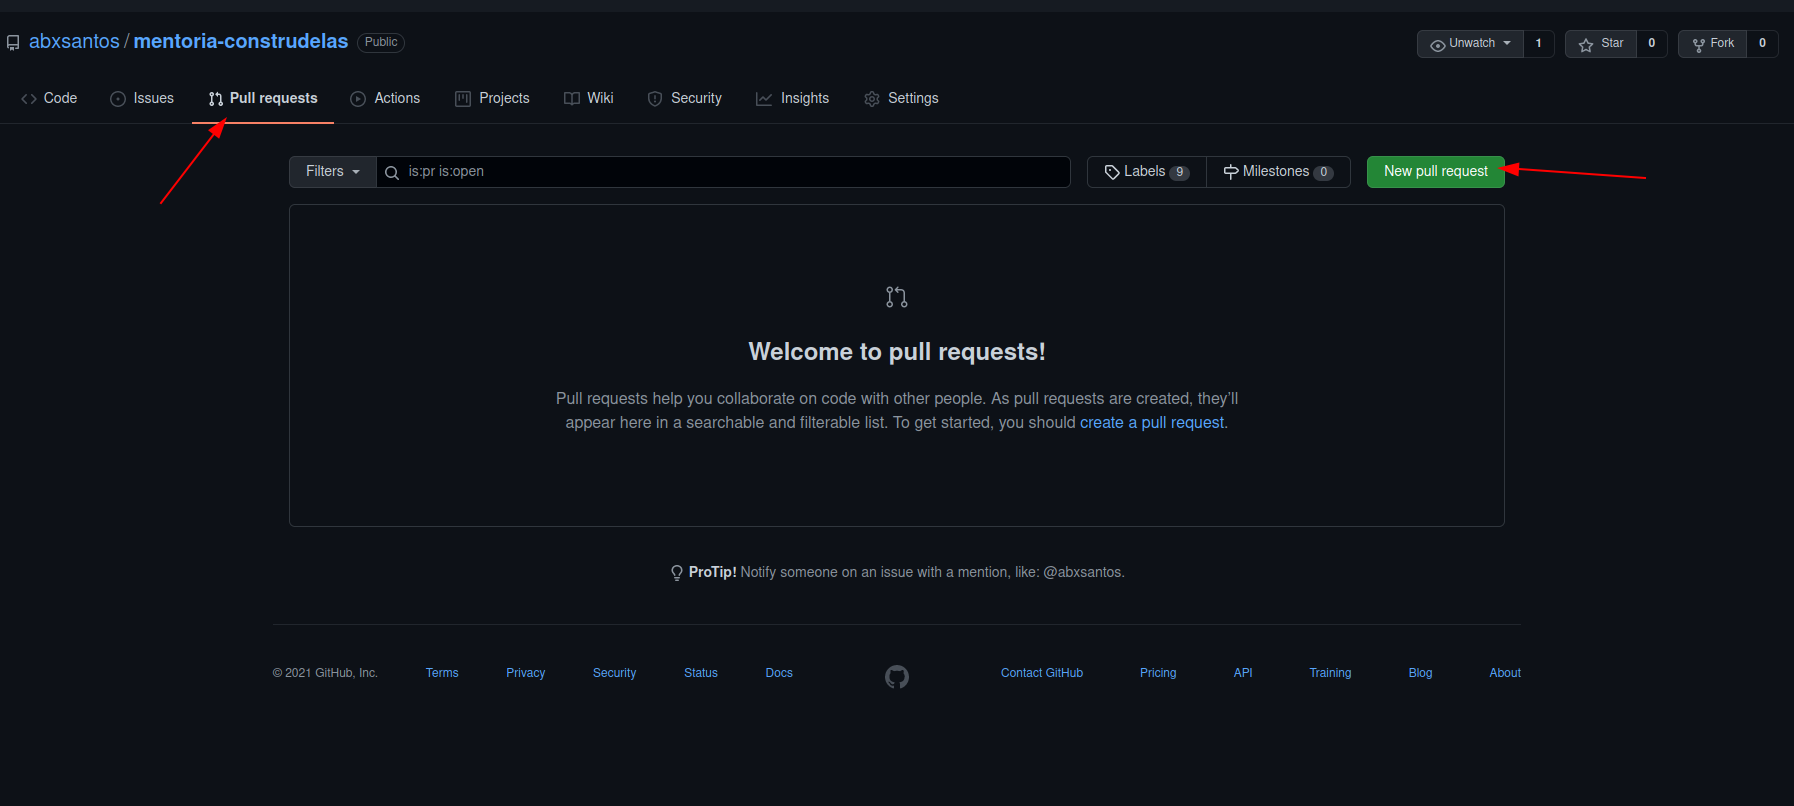 abxsantos / mentoria-construdelas Public
Unwatch 1 Star 0 Fork 0
Code Issues Pull requests Actions Projects Wiki Security Insights Settings
Filters is:pr is:open Labels 9 Milestones 0 New pull request
Welcome to pull requests!
Pull requests help you collaborate on code with other people. As pull requests are created, they’ll
appear here in a searchable and filterable list. To get started, you should create a pull request.
ProTip! Notify someone on an issue with a mention, like: @abxsantos.
© 2021 GitHub, Inc. Terms Privacy Security Status Docs Contact GitHub Pricing API Training Blog About